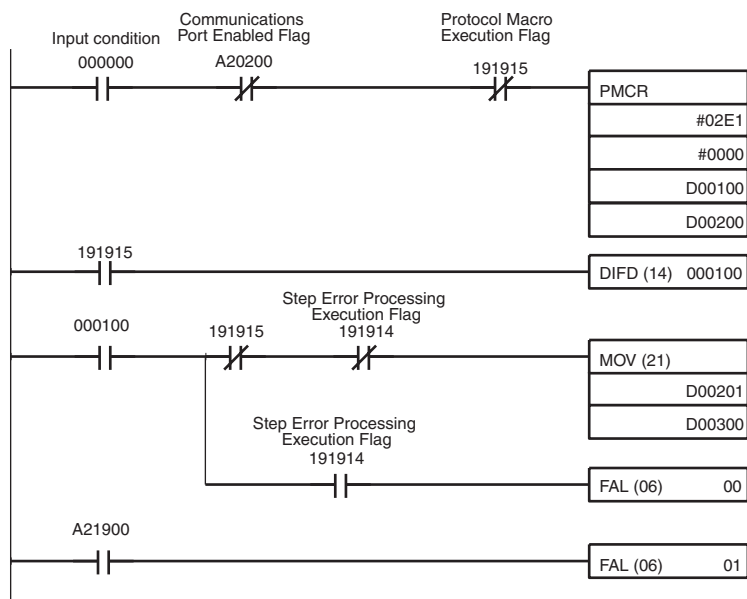 Input condition
000000
Communications
Port Enabled Flag
A20200
Protocol Macro
Execution Flag
191915
PMCR
#02E1
#0000
D00100
D00200
191915
DIFD (14) 000100
000100
191915
Step Error Processing
Execution Flag
191914
MOV (21)
D00201
D00300
Step Error Processing
Execution Flag
191914
FAL (06) 00
A21900
FAL (06) 01